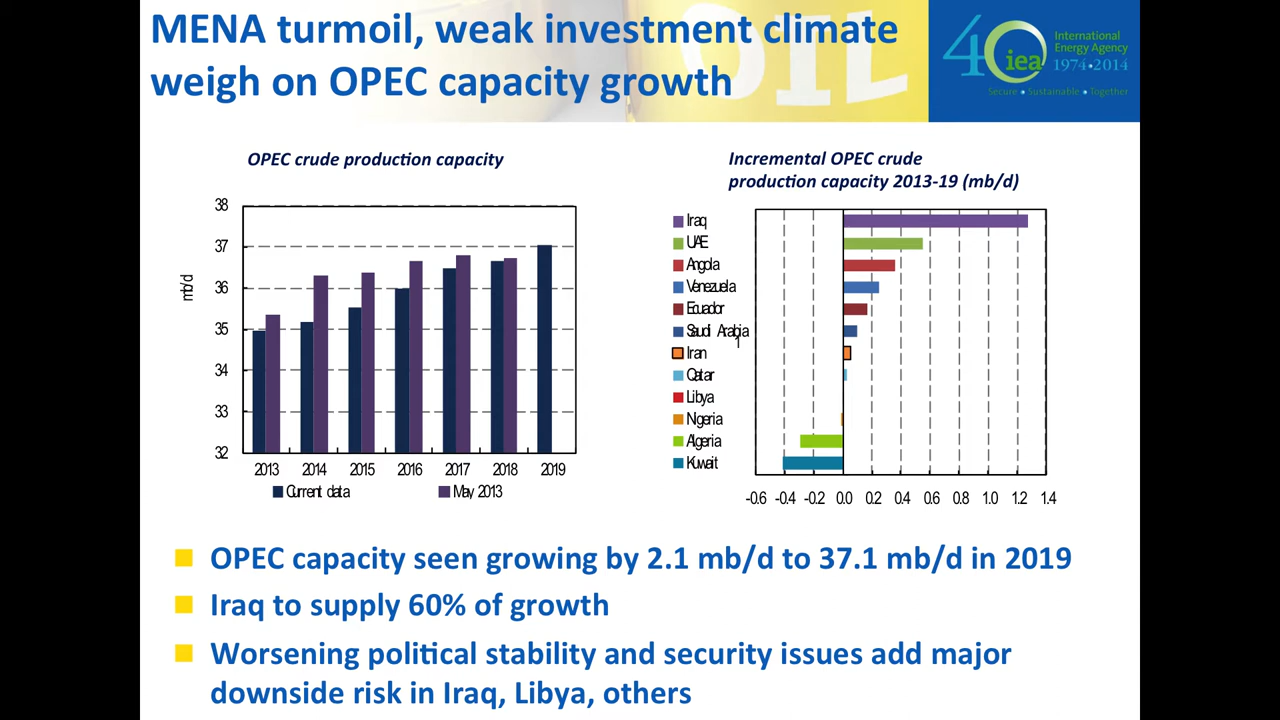 MENA turmoil, weak investment climate
weigh on OPEC capacity growth
OIL
40 iea
International
Energy Agency
1974•2014
Secure • Sustainable • Together
OPEC crude production capacity
38
37
36
35
34
33
32
mb/d
2013 2014 2015 2016 2017 2018 2019
Current data May 2013
Incremental OPEC crude
production capacity 2013-19 (mb/d)
Iraq
UAE
Angola
Venezuela
Ecuador
Saudi Arabia
1
Iran
Qatar
Libya
Nigeria
Algeria
Kuwait
-0.6 -0.4 -0.2 0.0 0.2 0.4 0.6 0.8 1.0 1.2 1.4
OPEC capacity seen growing by 2.1 mb/d to 37.1 mb/d in 2019
Iraq to supply 60% of growth
Worsening political stability and security issues add major
downside risk in Iraq, Libya, others